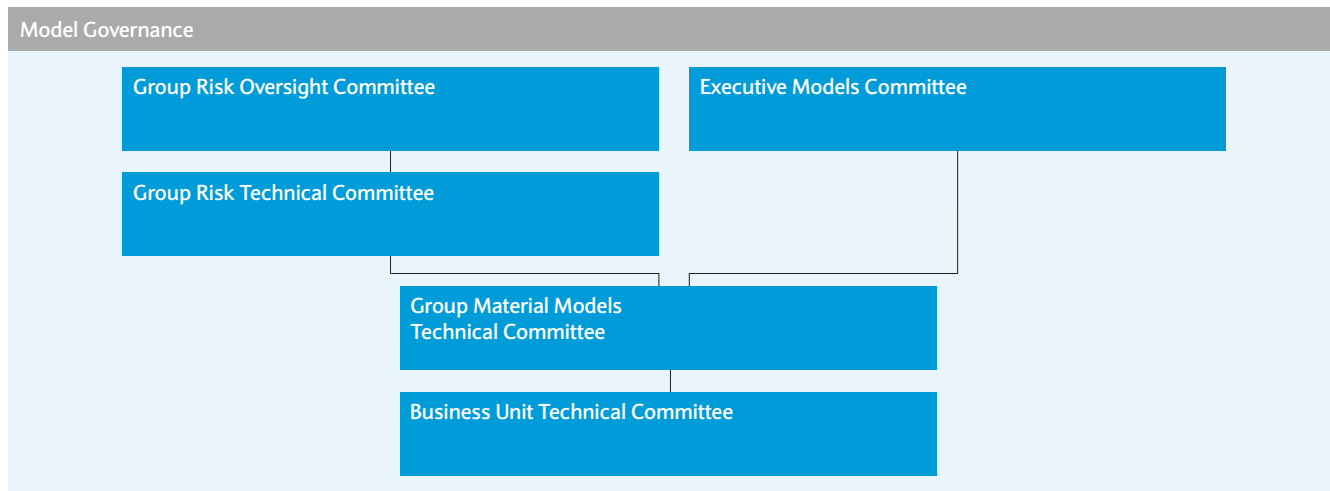 Model Governance
Group Risk Oversight Committee
Executive Models Committee
Group Risk Technical Committee
Group Material Models
Technical Committee
Business Unit Technical Committee